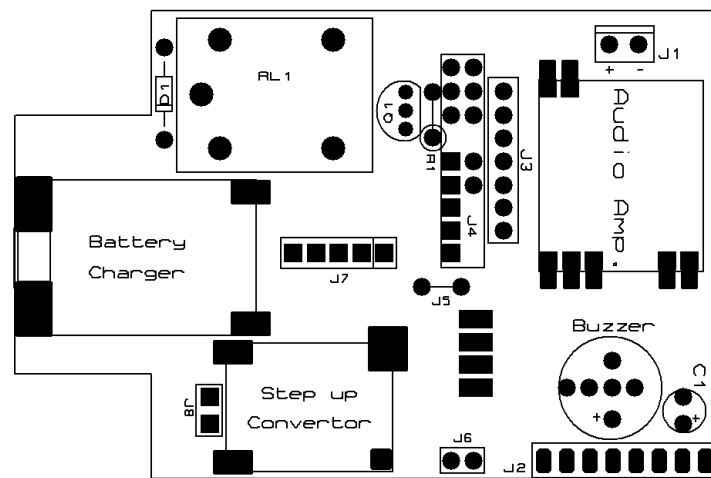 J1
+ -
RL1
D1
Q1
R1
J3
J4
Audio Amp.
Battery
Charger
J7
J5
Buzzer
+
C1
+
Step up
Convertor
J8
J6
J2